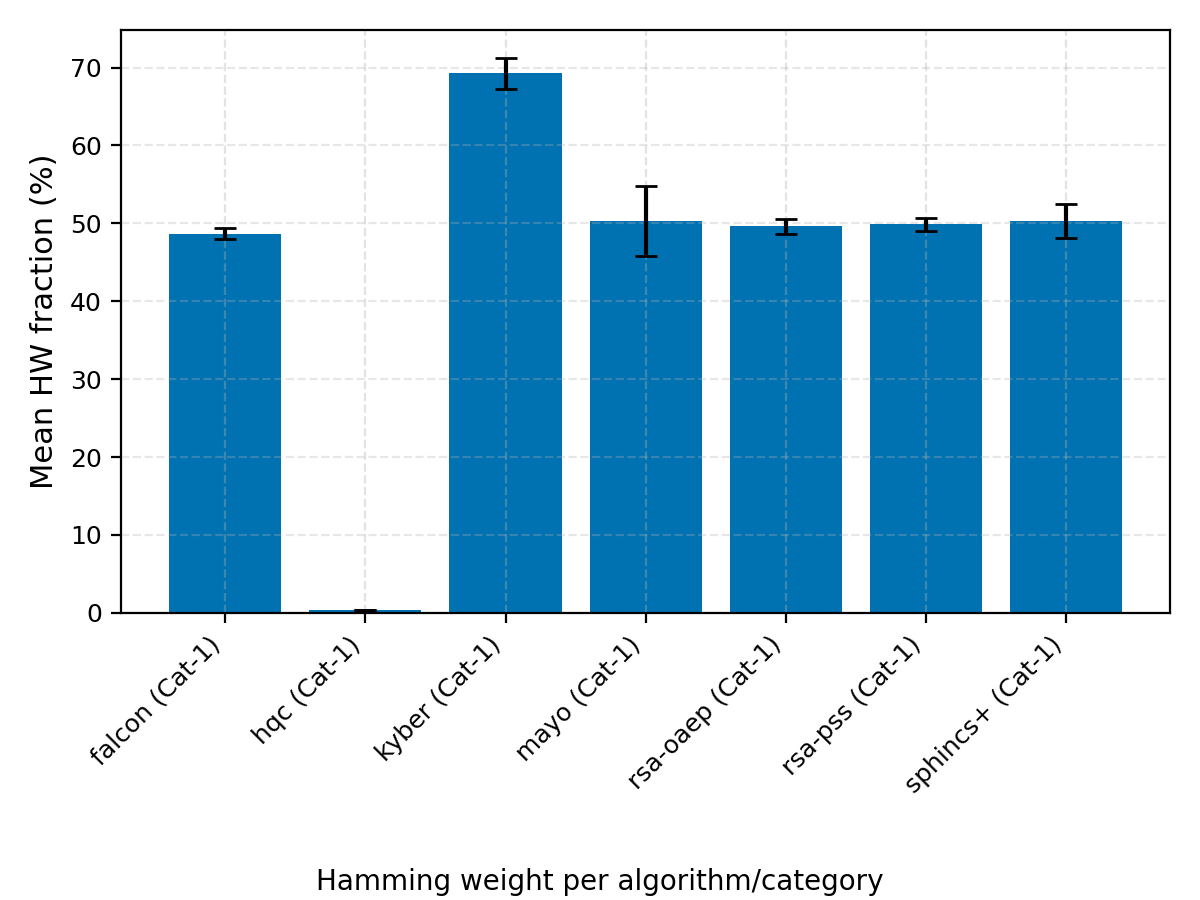 Mean HW fraction (%)
70
60
50
40
30
20
10
0
falcon (Cat-1)
hqc (Cat-1)
kyber (Cat-1)
mayo (Cat-1)
rsa-oaep (Cat-1)
rsa-pss (Cat-1)
sphincs+ (Cat-1)
Hamming weight per algorithm/category